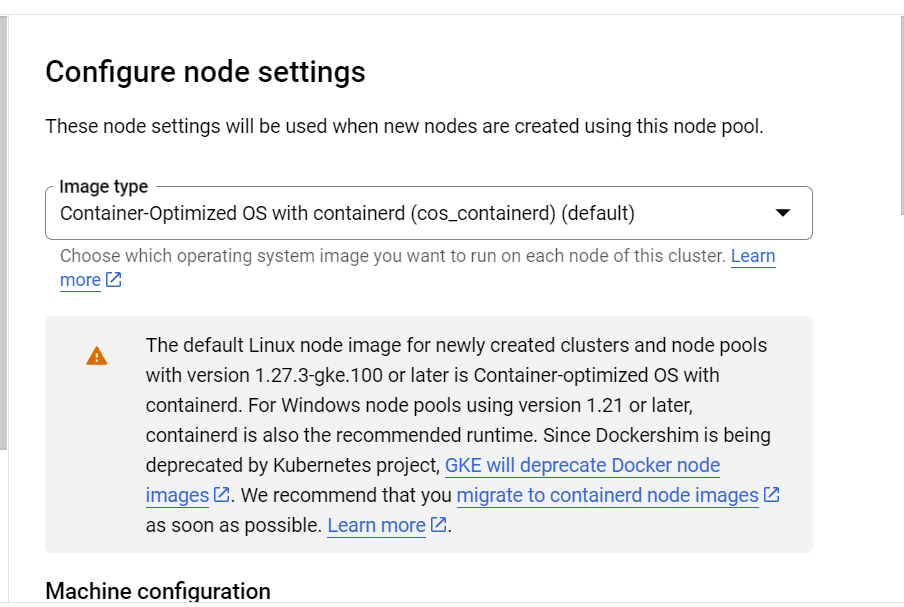 Configure node settings
These node settings will be used when new nodes are created using this node pool.
Image type
Container-Optimized OS with containerd (cos_containerd) (default)
Choose which operating system image you want to run on each node of this cluster. Learn
more
The default Linux node image for newly created clusters and node pools
with version 1.27.3-gke.100 or later is Container-optimized OS with
containerd. For Windows node pools using version 1.21 or later,
containerd is also the recommended runtime. Since Dockershim is being
deprecated by Kubernetes project, GKE will deprecate Docker node
images. We recommend that you migrate to containerd node images
as soon as possible. Learn more.
Machine configuration